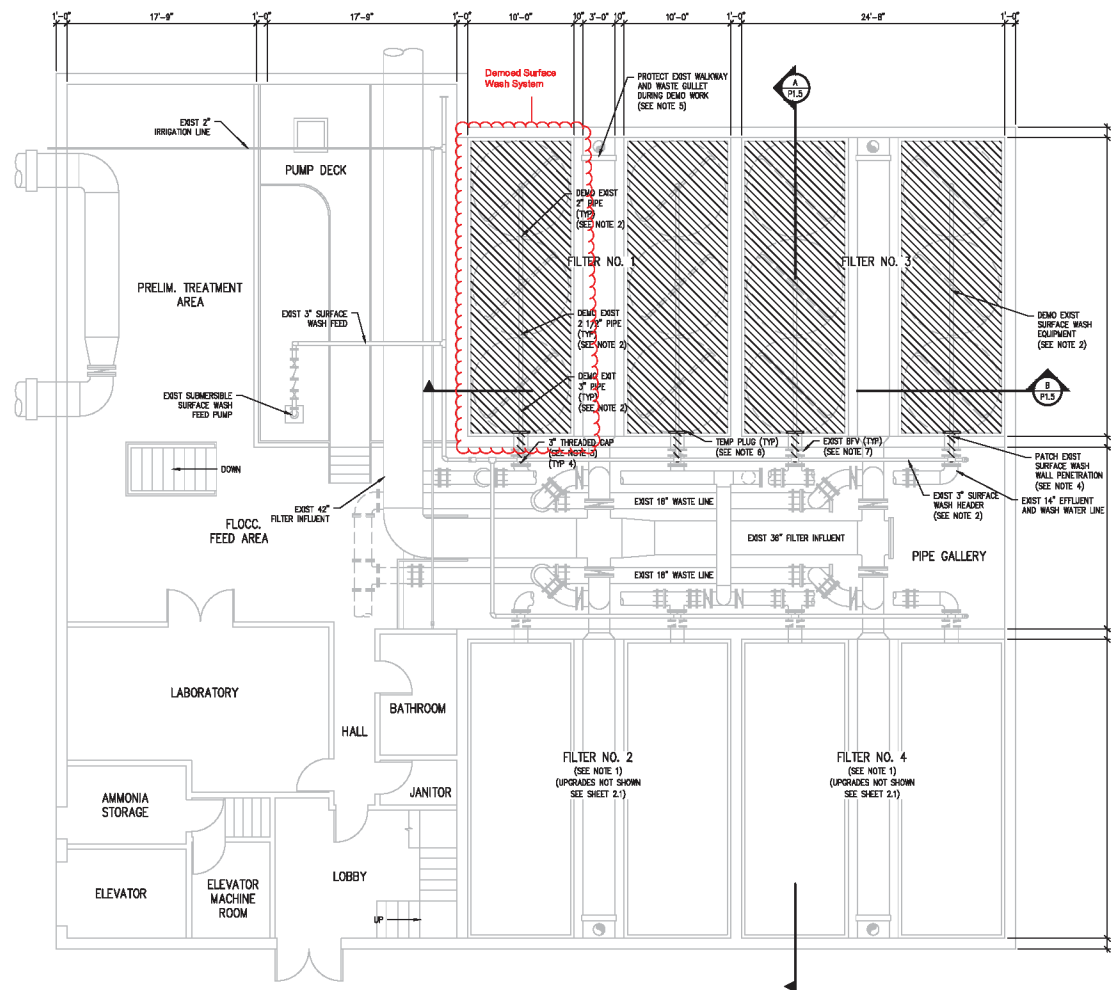 1'-0"
17'-9"
1'-0"
17'-9"
1'-0"
10'-0"
10"
3'-0"
10"
10'-0"
1'-0"
24'-8"
1'-0"
Demoed Surface
Wash System
PROTECT EXIST WALKWAY
AND WASTE GULLET
DURING DEMO WORK
(SEE NOTE 5)
A
P1.5
EXIST 2"
IRRIGATION LINE
PUMP DECK
DEMO EXIST
2" PIPE
(TYP)
(SEE NOTE 2)
FILTER NO. 1
FILTER NO. 3
PRELIM. TREATMENT
AREA
EXIST 3" SURFACE
WASH FEED
DEMO EXIST
2 1/2" PIPE
(TYP)
(SEE NOTE 2)
DEMO EXIST
SURFACE WASH
EQUIPMENT
(SEE NOTE 2)
DEMO EXIT
3" PIPE
(TYP)
(SEE NOTE 2)
B
P1.5
EXIST SUBMERSIBLE
SURFACE WASH
FEED PUMP
3" THREADED CAP
(SEE NOTE 3)
(TYP 4)
TEMP PLUG (TYP)
(SEE NOTE 6)
EXIST BFV (TYP)
(SEE NOTE 7)
PATCH EXIST
SURFACE WASH
WALL PENETRATION
(SEE NOTE 4)
DOWN
EXIST 42"
FILTER INFLUENT
EXIST 18" WASTE LINE
EXIST 3" SURFACE
WASH HEADER
(SEE NOTE 2)
EXIST 14" EFFLUENT
AND WASH WATER LINE
FLOCC.
FEED AREA
EXIST 36" FILTER INFLUENT
PIPE GALLERY
EXIST 18" WASTE LINE
LABORATORY
BATHROOM
HALL
FILTER NO. 2
(SEE NOTE 1)
(UPGRADES NOT SHOWN
SEE SHEET 2.1)
FILTER NO. 4
(SEE NOTE 1)
(UPGRADES NOT SHOWN
SEE SHEET 2.1)
JANITOR
AMMONIA
STORAGE
LOBBY
ELEVATOR
ELEVATOR
MACHINE
ROOM
UP